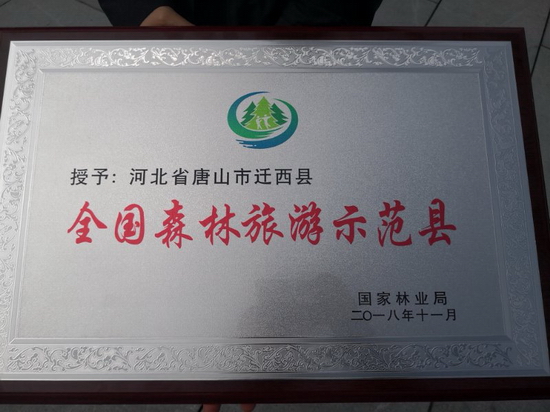 授予：河北省唐山市迁西县
全国森林旅游示范县
国家林业局
二〇一八年十一月